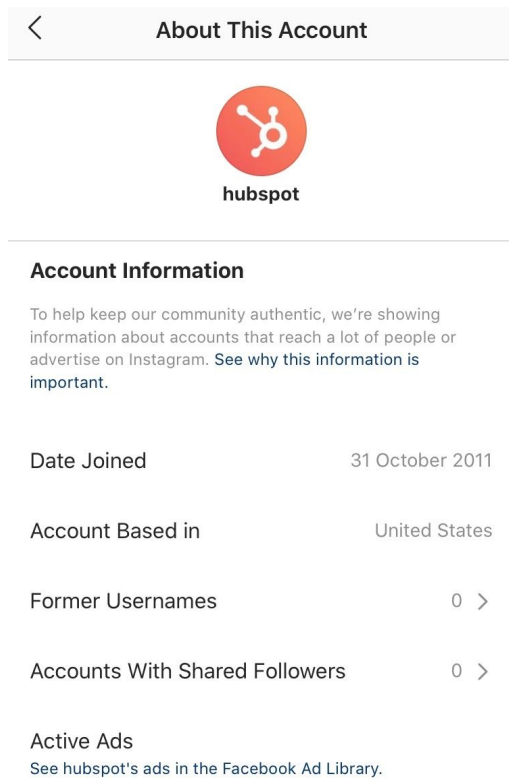 About This Account
hubspot
Account Information
To help keep our community authentic, we're showing
information about accounts that reach a lot of people or
advertise on Instagram. See why this information is
important.
Date Joined 31 October 2011
Account Based in United States
Former Usernames 0
Accounts With Shared Followers 0
Active Ads
See hubspot's ads in the Facebook Ad Library.